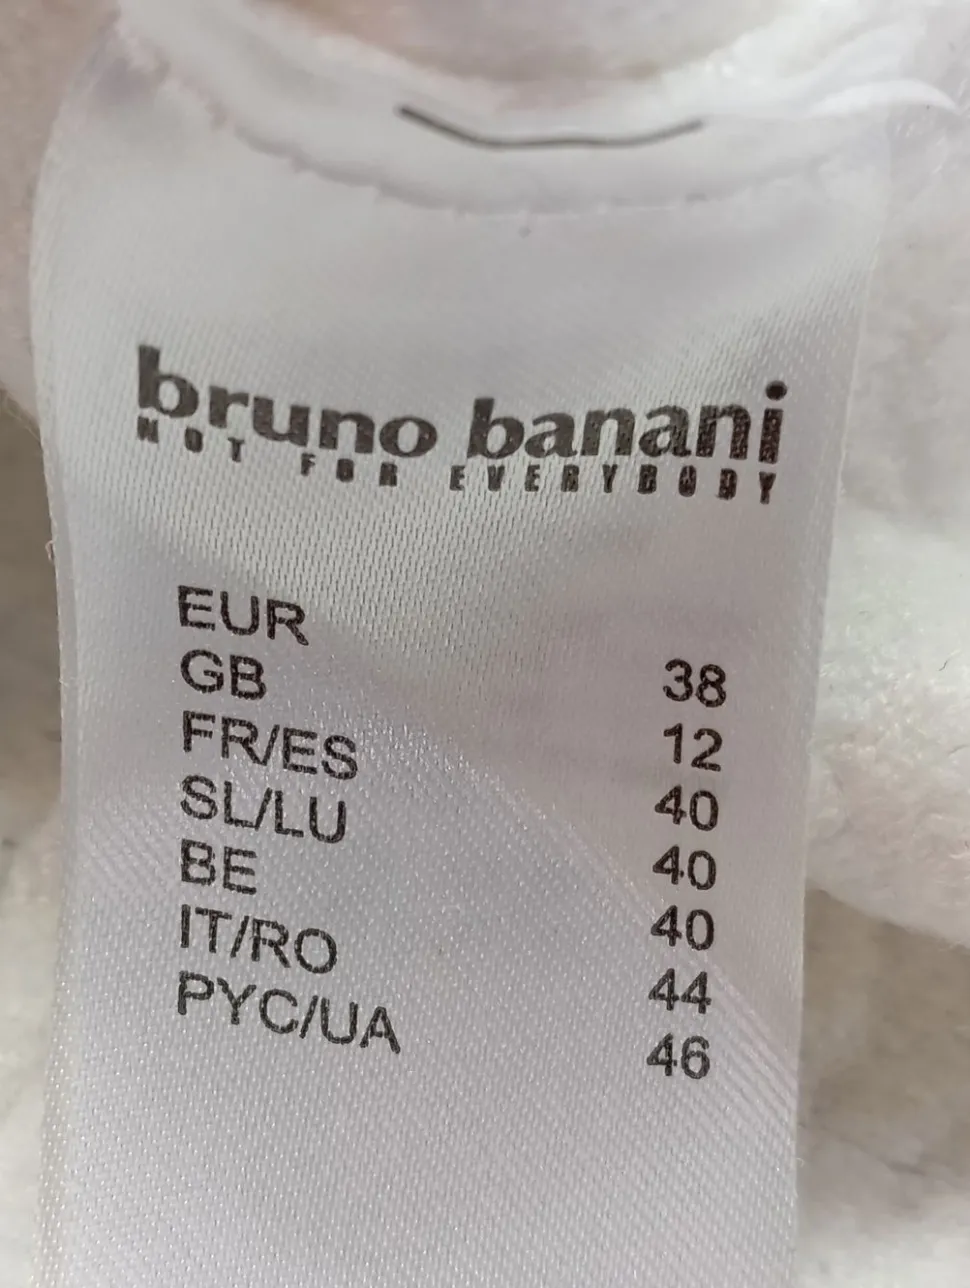 bruno banani
NOT FOR EVERYBODY
EUR 38
GB 12
FR/ES 40
SL/LU 40
BE 40
IT/RO 44
РУС/UA 46